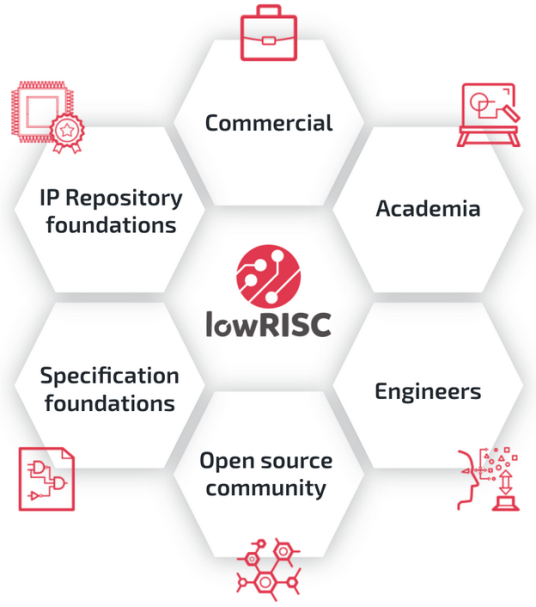 Commercial
IP Repository
foundations
Academia
lowRISC
Specification
foundations
Engineers
Open source
community